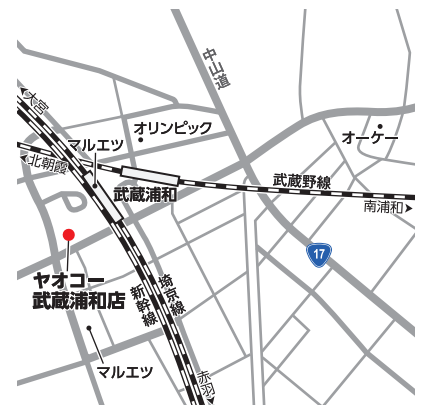 中山道
大宮
オリンピック
マルエツ
オーケー
北朝霞
武蔵浦和
武蔵野線
南浦和
17
ヤオコー
武蔵浦和店
新幹線
埼京線
マルエツ
赤羽